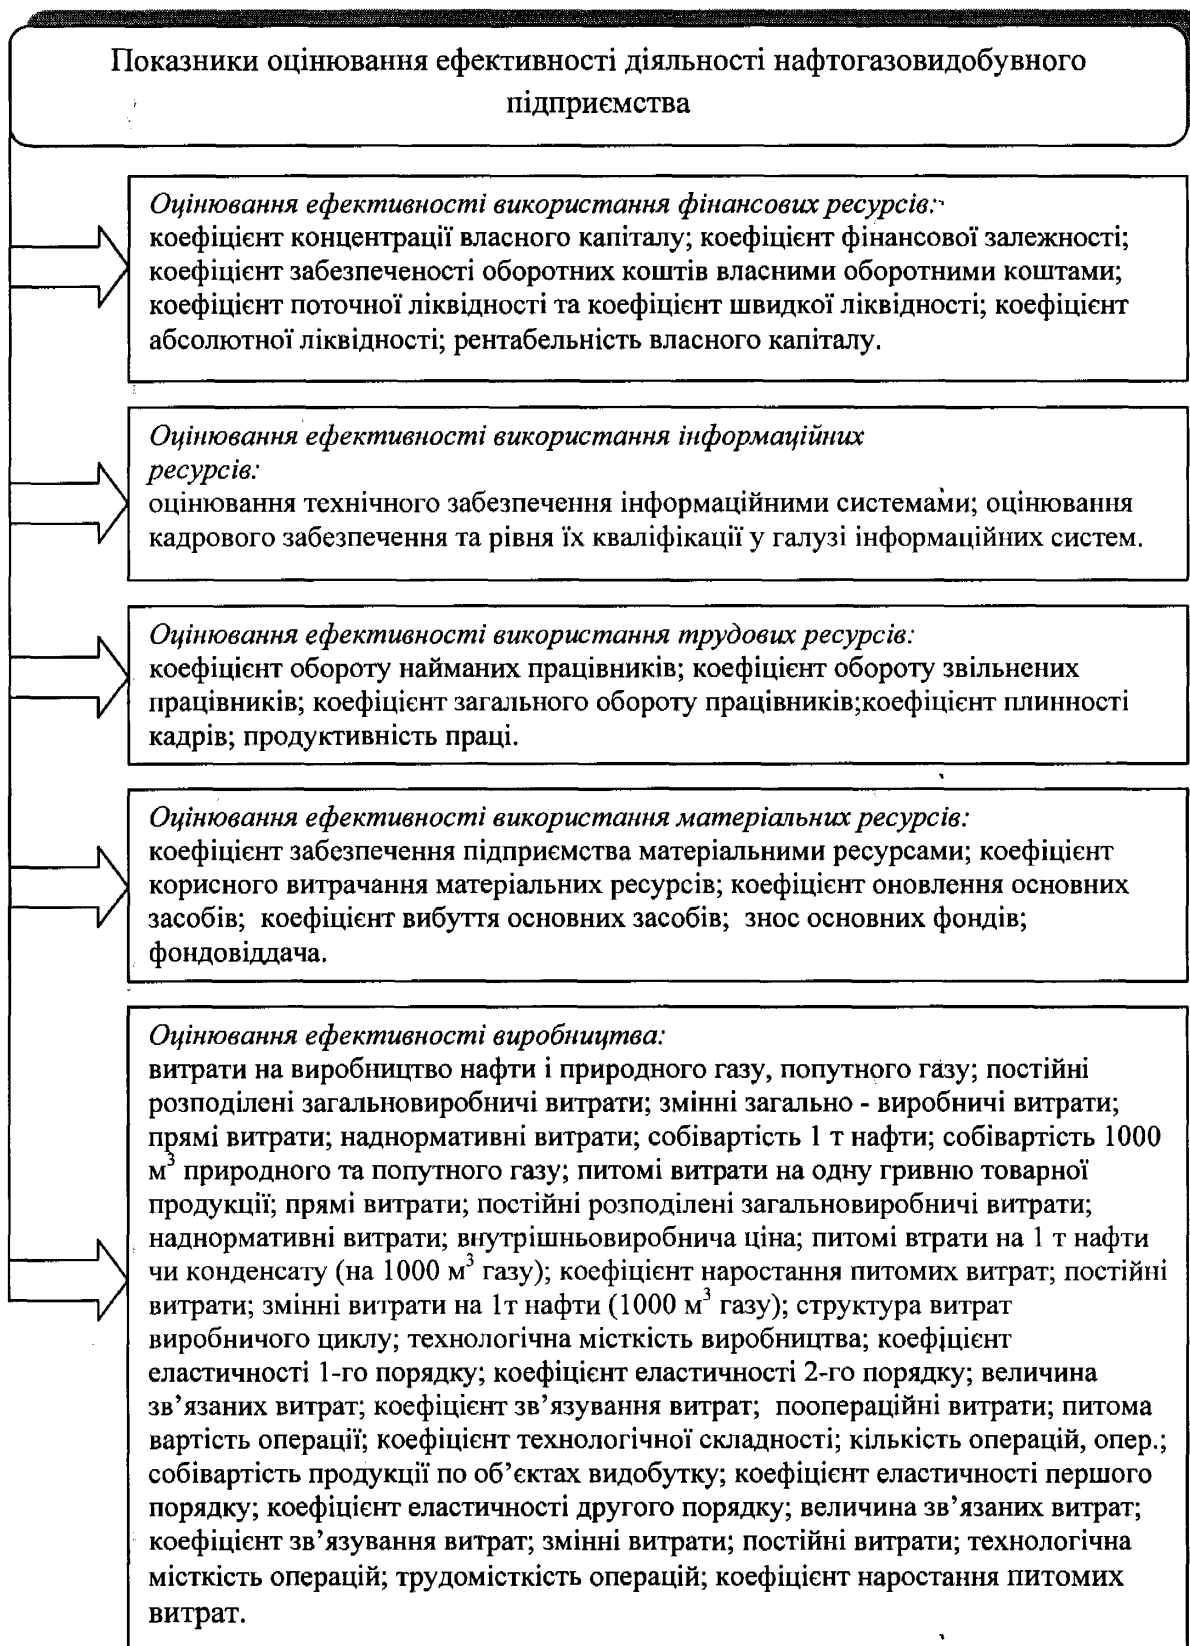 Показники оцінювання ефективності діяльності нафтогазовидобувного
підприємства
Оцінювання ефективності використання фінансових ресурсів:
коефіцієнт концентрації власного капіталу; коефіцієнт фінансової залежності;
коефіцієнт забезпеченості оборотних коштів власними оборотними коштами;
коефіцієнт поточної ліквідності та коефіцієнт швидкої ліквідності; коефіцієнт
абсолютної ліквідності; рентабельність власного капіталу.
Оцінювання ефективності використання інформаційних
ресурсів:
оцінювання технічного забезпечення інформаційними системами; оцінювання
кадрового забезпечення та рівня їх кваліфікації у галузі інформаційних систем.
Оцінювання ефективності використання трудових ресурсів:
коефіцієнт обороту найманих працівників; коефіцієнт обороту звільнених
працівників; коефіцієнт загального обороту працівників;коефіцієнт плинності
кадрів; продуктивність праці.
Оцінювання ефективності використання матеріальних ресурсів:
коефіцієнт забезпечення підприємства матеріальними ресурсами; коефіцієнт
корисного витрачання матеріальних ресурсів; коефіцієнт оновлення основних
засобів; коефіцієнт вибуття основних засобів; знос основних фондів;
фондовіддача.
Оцінювання ефективності виробництва:
витрати на виробництво нафти і природного газу, попутного газу; постійні
розподілені загальновиробничі витрати; змінні загально - виробничі витрати;
прямі витрати; наднормативні витрати; собівартість 1 т нафти; собівартість 1000
м³ природного та попутного газу; питомі витрати на одну гривню товарної
продукції; прямі витрати; постійні розподілені загальновиробничі витрати;
наднормативні витрати; внутрішньовиробнича ціна; питомі втрати на 1 т нафти
чи конденсату (на 1000 м³ газу); коефіцієнт наростання питомих витрат; постійні
витрати; змінні витрати на 1т нафти (1000 м³ газу); структура витрат
виробничого циклу; технологічна місткість виробництва; коефіцієнт
еластичності 1-го порядку; коефіцієнт еластичності 2-го порядку; величина
зв’язаних витрат; коефіцієнт зв’язування витрат; поопераційні витрати; питома
вартість операції; коефіцієнт технологічної складності; кількість операцій, опер.;
собівартість продукції по об’єктах видобутку; коефіцієнт еластичності першого
порядку; коефіцієнт еластичності другого порядку; величина зв’язаних витрат;
коефіцієнт зв’язування витрат; змінні витрати; постійні витрати; технологічна
місткість операцій; трудомісткість операцій; коефіцієнт наростання питомих
витрат.